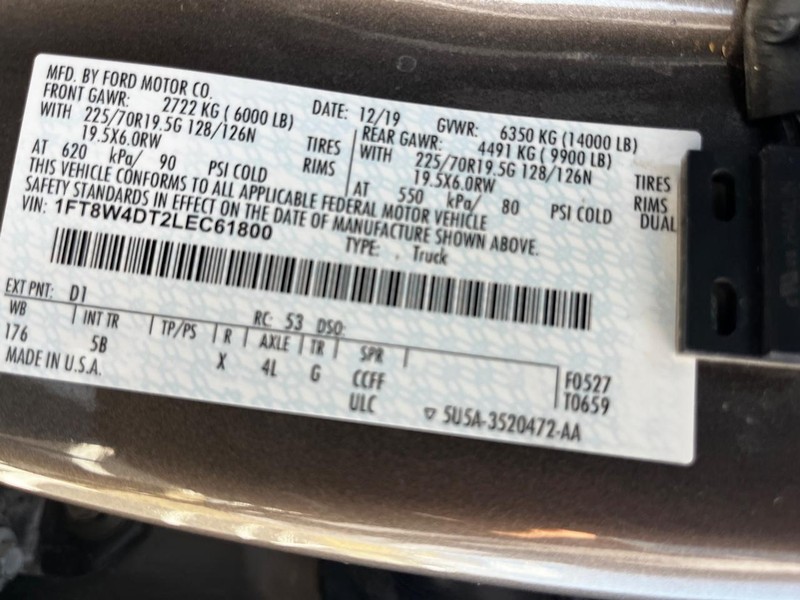 MFD. BY FORD MOTOR CO.
DATE: 12/19 GVWR: 6350 KG (14000 LB)
FRONT GAWR: 2722 KG ( 6000 LB) REAR GAWR: 4491 KG ( 9900 LB)
WITH 225/70R19.5G 128/126N TIRES WITH 225/70R19.5G 128/126N TIRES
19.5X6.0RW RIMS 19.5X6.0RW RIMS
AT 620 kPa/ 90 PSI COLD AT 550 kPa/ 80 PSI COLD DUAL
THIS VEHICLE CONFORMS TO ALL APPLICABLE FEDERAL MOTOR VEHICLE
SAFETY STANDARDS IN EFFECT ON THE DATE OF MANUFACTURE SHOWN ABOVE.
VIN: 1FT8W4DT2LEC61800
TYPE: Truck
EXT PNT: D1 RC: 53 DSO:
WB INT TR TP/PS R AXLE TR SPR
176 5B X 4L G CCFF F0527
MADE IN U.S.A. ULC T0659
5U5A-3520472-AA